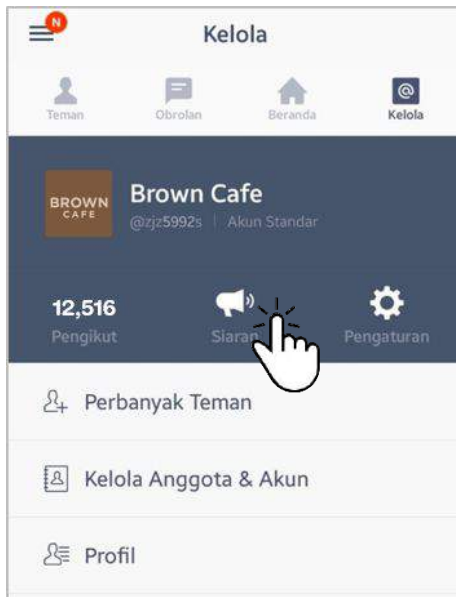 N
Kelola
Teman
Obrolan
Beranda
@
Kelola
BROWN
CAFE
Brown Cafe
@zjz5992s | Akun Standar
12,516
Pengikut
Siaran
Pengaturan
Perbanyak Teman
Kelola Anggota & Akun
Profil